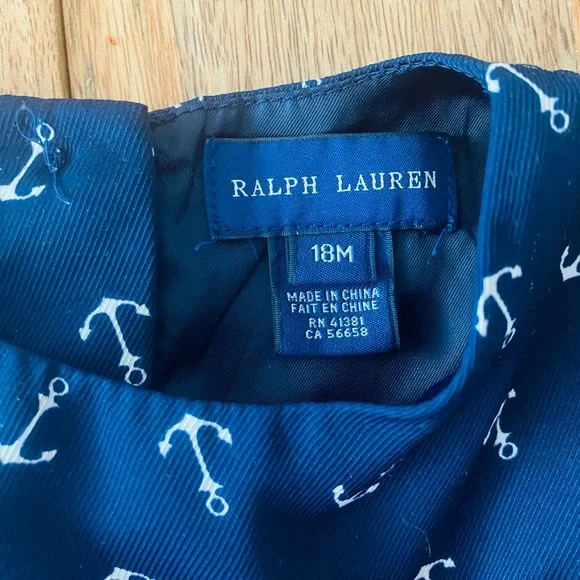 RALPH LAUREN
18M
MADE IN CHINA
FAIT EN CHINE
RN 41381
CA 56658